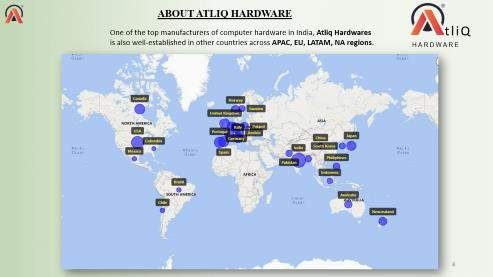 ABOUT ATLIQ HARDWARE
One of the top manufacturers of computer hardware in India, Atliq Hardwares
is also well-established in other countries across APAC, EU, LATAM, NA regions.
AtliQ
HARDWARE
Canada
Norway
Sweden
United Kingdom
NORTH AMERICA
ASIA
Portugal
Italy
Poland
Austria
Germany
USA
Columbia
China
Japan
South Korea
Spain
Mexico
India
Pakistan
Philippines
AFRICA
Indonesia
Brazil
SOUTH AMERICA
Chile
Australia
Newzealand